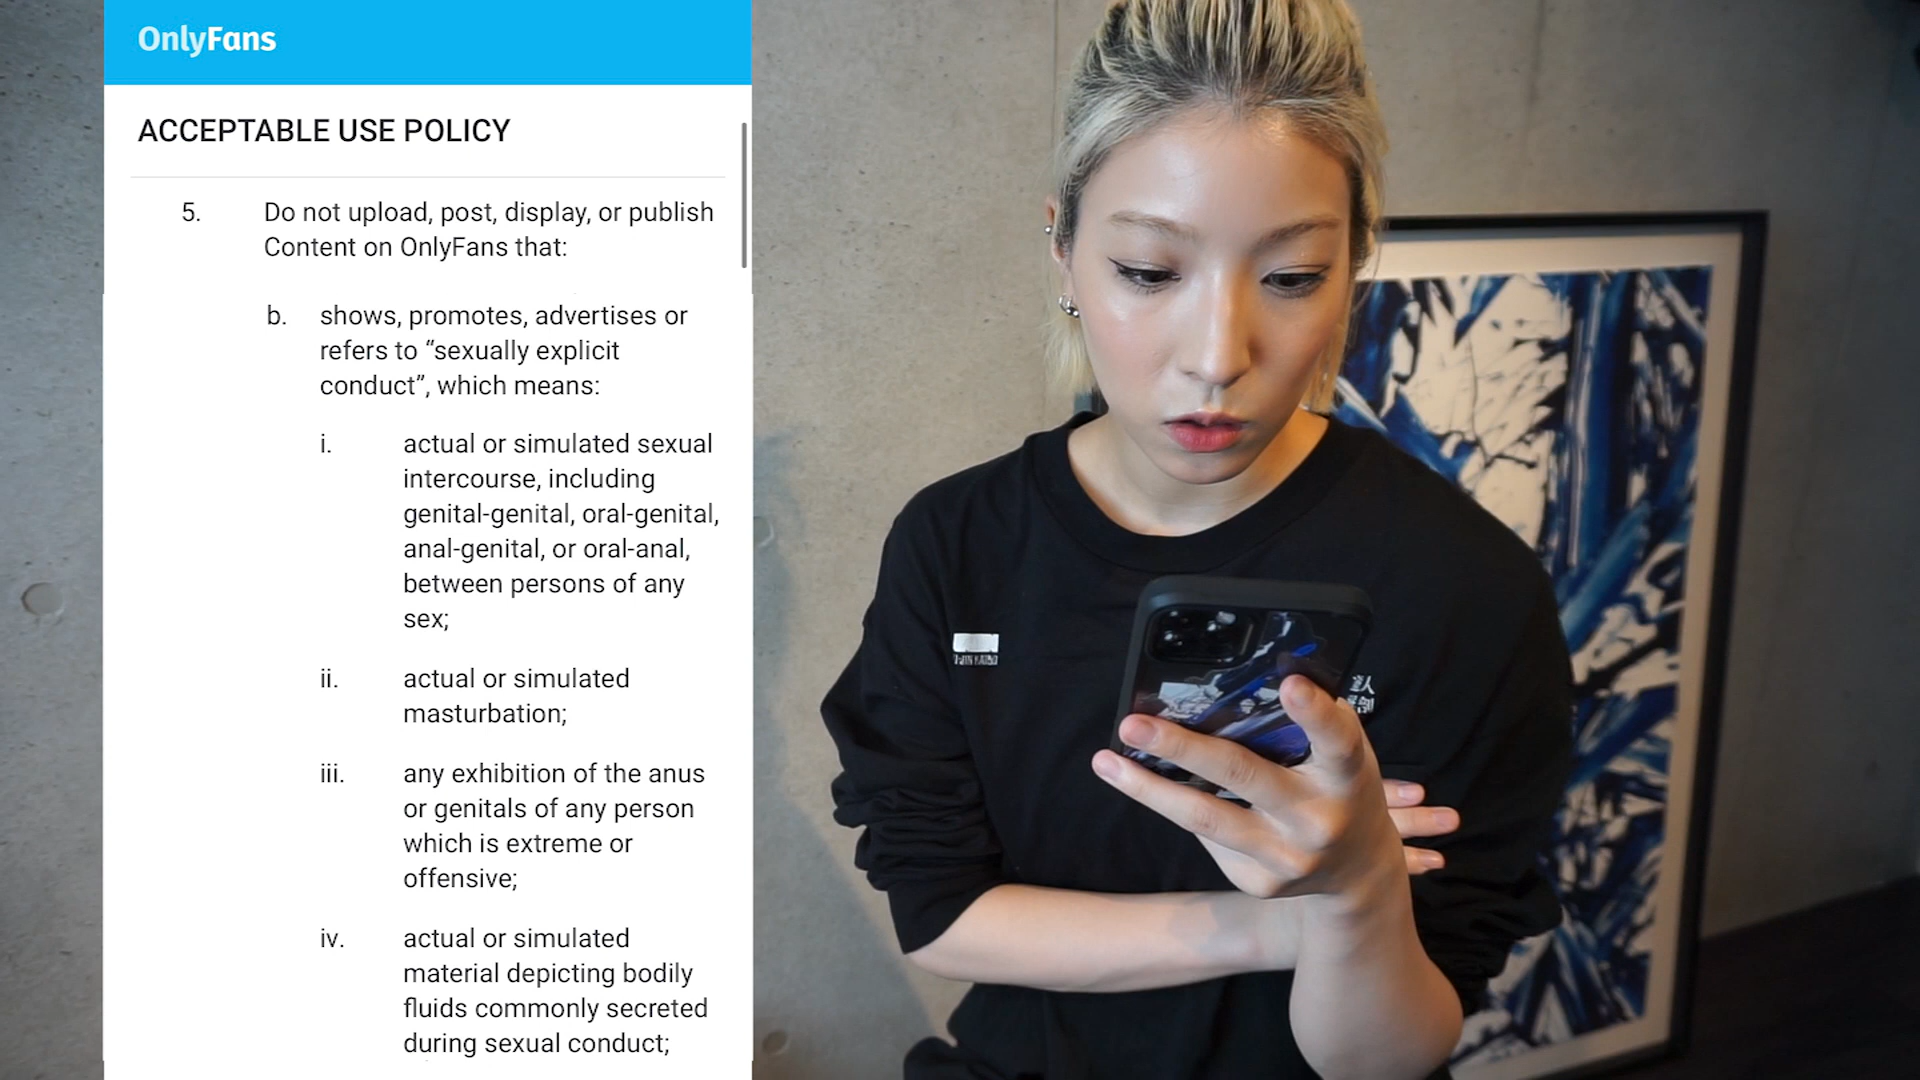 OnlyFans
ACCEPTABLE USE POLICY
5. Do not upload, post, display, or publish
Content on OnlyFans that:
b. shows, promotes, advertises or
refers to “sexually explicit
conduct”, which means:
i. actual or simulated sexual
intercourse, including
genital-genital, oral-genital,
anal-genital, or oral-anal,
between persons of any
sex;
ii. actual or simulated
masturbation;
iii. any exhibition of the anus
or genitals of any person
which is extreme or
offensive;
iv. actual or simulated
material depicting bodily
fluids commonly secreted
during sexual conduct;